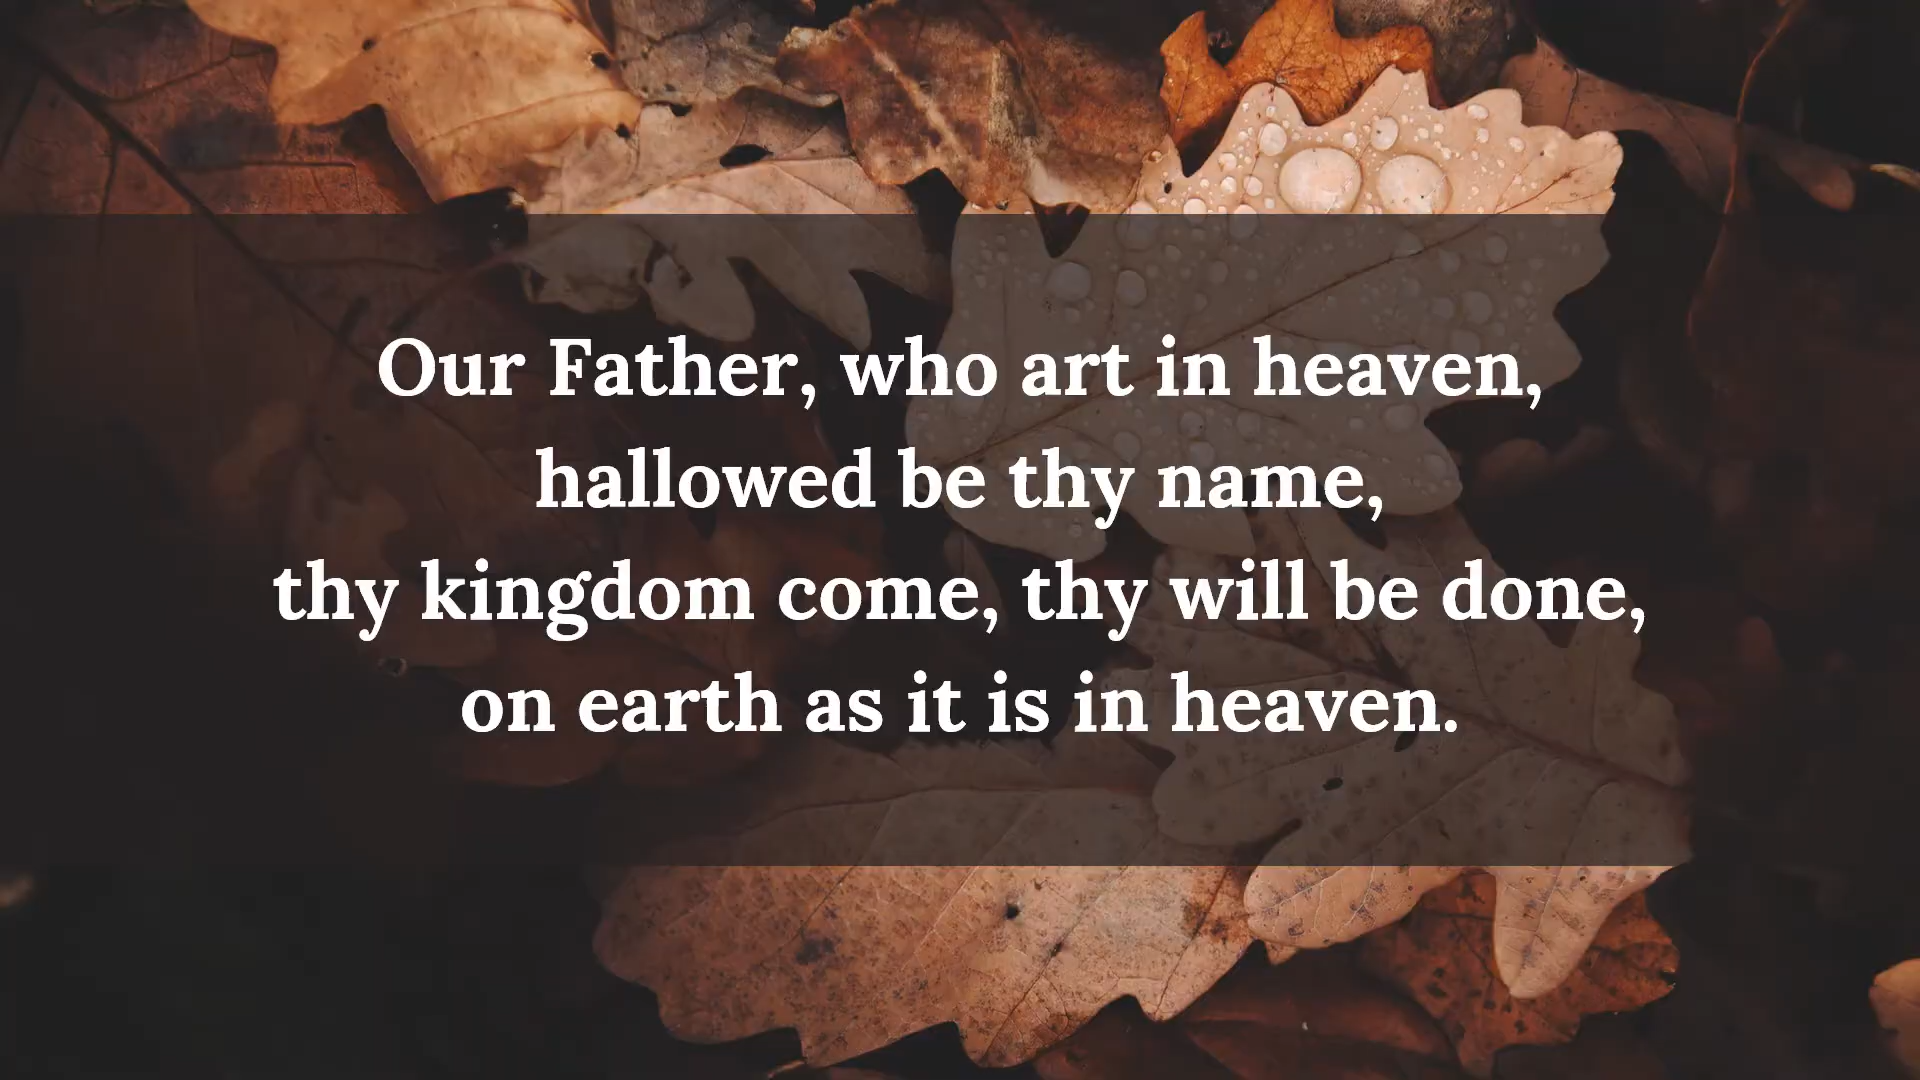 Our Father, who art in heaven,
hallowed be thy name,
thy kingdom come, thy will be done,
on earth as it is in heaven.